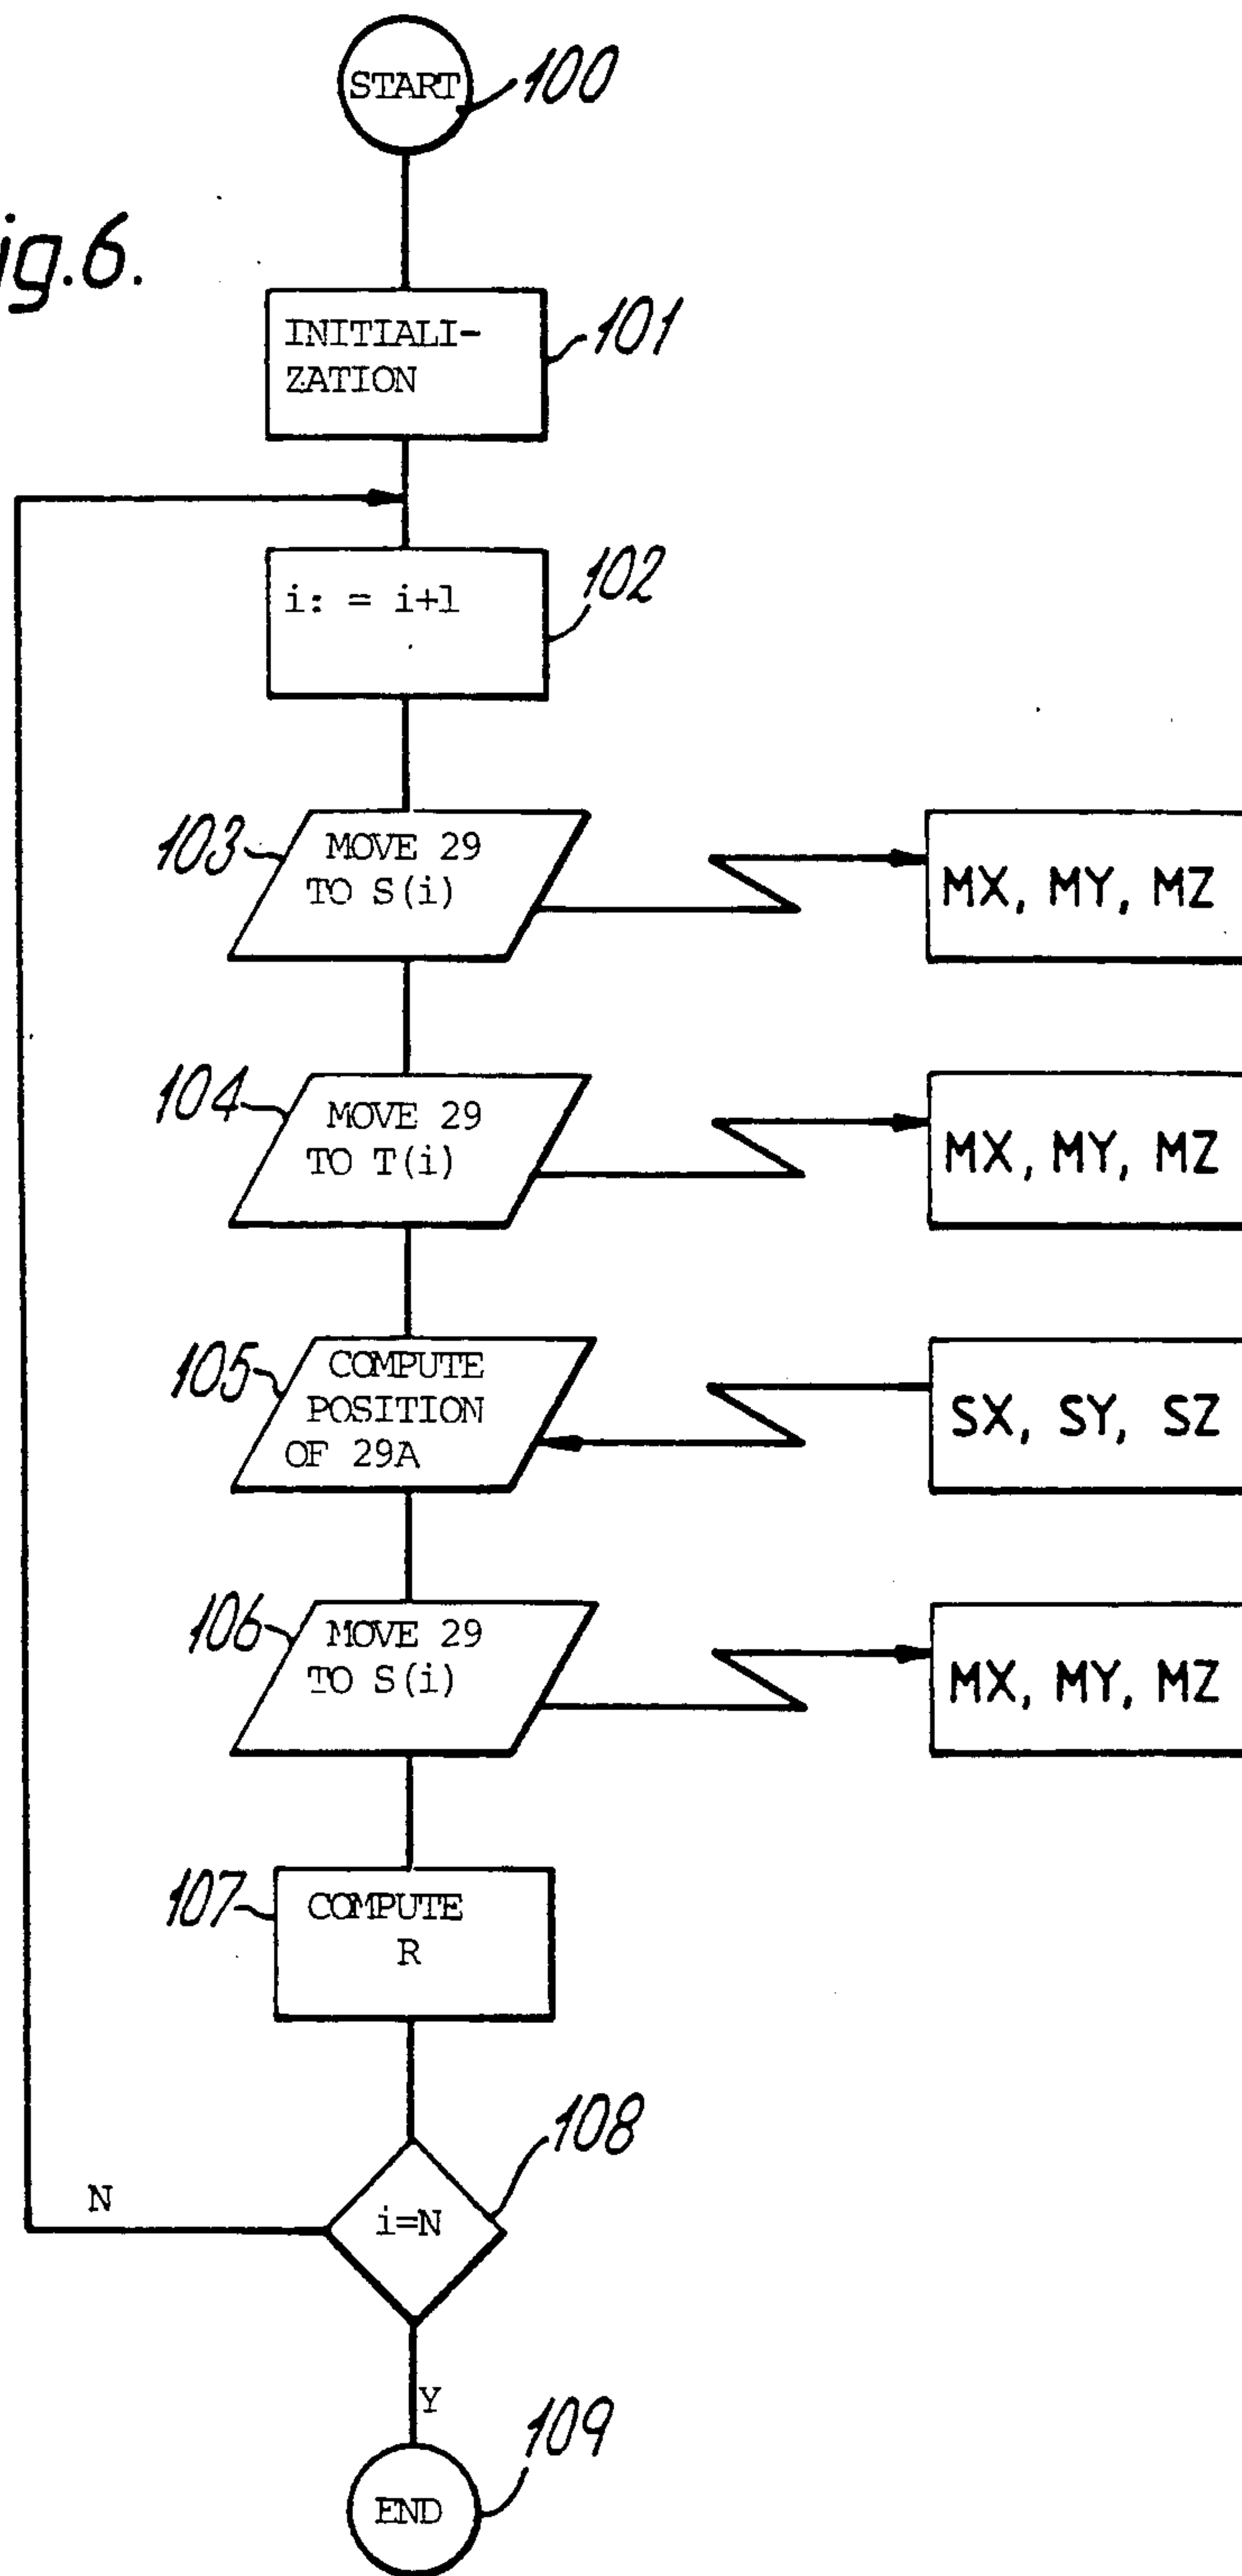 START
100
ig.6.
INITIALI-
ZATION
101
i: = i+1
102
103
MOVE 29
TO S(i)
MX, MY, MZ
104
MOVE 29
TO T(i)
MX, MY, MZ
105
COMPUTE
POSITION
OF 29A
SX, SY, SZ
106
MOVE 29
TO S(i)
MX, MY, MZ
107
COMPUTE
R
108
N
i=N
Y
109
END